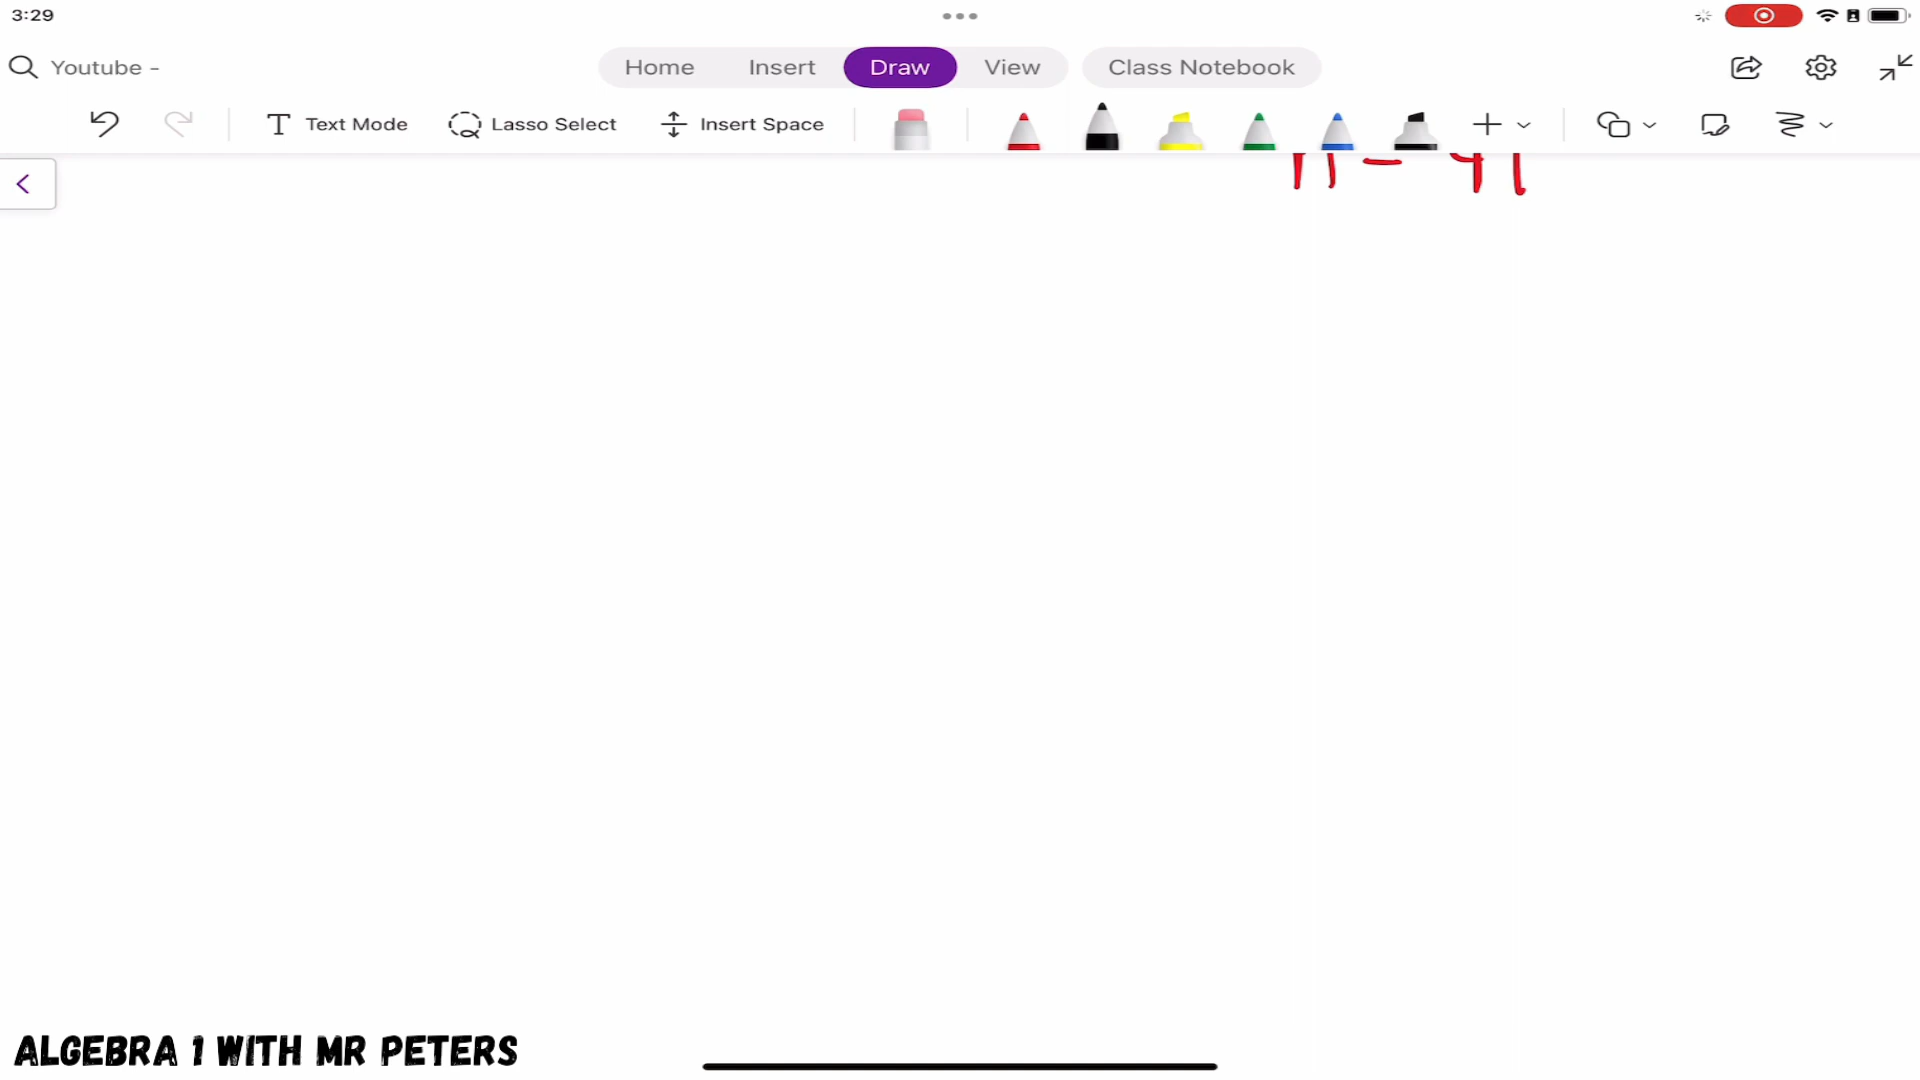 3:29
Youtube -
Home Insert Draw View Class Notebook
Text Mode Lasso Select Insert Space
ALGEBRA 1 WITH MR PETERS